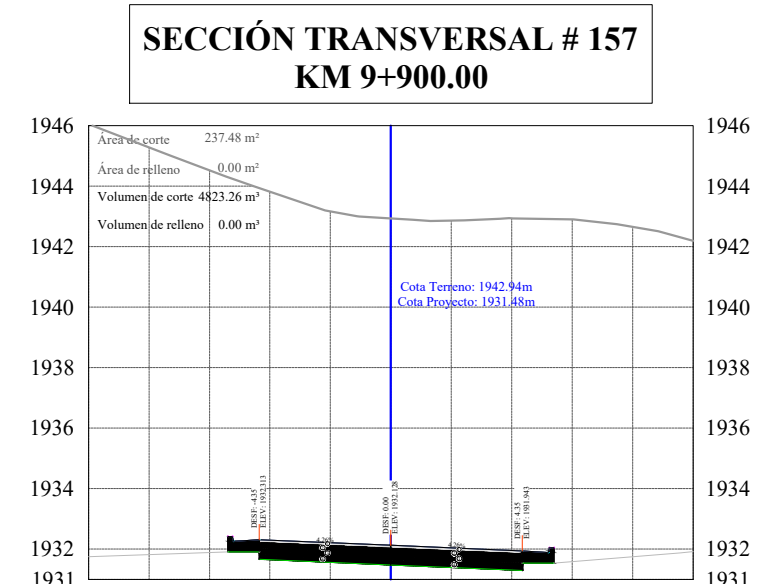 SECCIÓN TRANSVERSAL # 157
KM 9+900.00
1946 1946
Área de corte 237.48 m²
Área de relleno 0.00 m²
1944 1944
Volumen de corte 4823.26 m³
Volumen de relleno 0.00 m³
1942 1942
Cota Terreno: 1942.94m
Cota Proyecto: 1931.48m
1940 1940
1938 1938
1936 1936
1934 1934
DESF: -4.35
ELEV: 1932.313
DESF: 0.00
ELEV: 1932.128
DESF: 4.35
ELEV: 1931.943
1932 1932
1931 1931